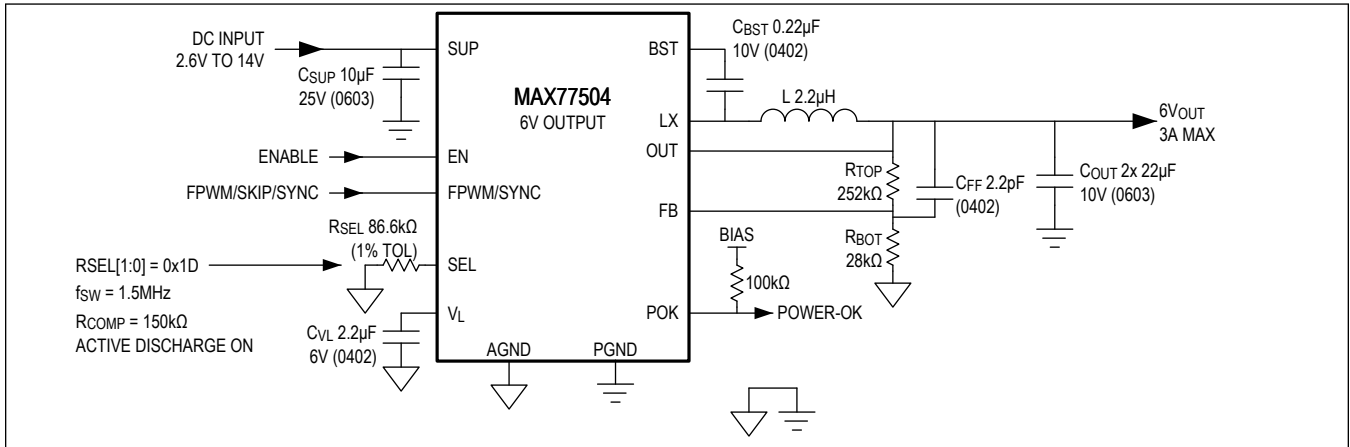 DC INPUT
2.6V TO 14V
CSUP 10µF
25V (0603)
ENABLE
FPWM/SKIP/SYNC
RSEL 86.6kΩ
(1% TOL)
RSEL[1:0] = 0x1D
fSW = 1.5MHz
RCOMP = 150kΩ
ACTIVE DISCHARGE ON
CVL 2.2µF
6V (0402)
SUP
EN
FPWM/SYNC
SEL
VL
MAX77504
6V OUTPUT
AGND
PGND
BST
LX
OUT
FB
POK
CBST 0.22µF
10V (0402)
L 2.2µH
6VOUT
3A MAX
RTOP
252kΩ
CFF 2.2pF
(0402)
COUT 2x 22µF
10V (0603)
RBOT
28kΩ
BIAS
100kΩ
POWER-OK